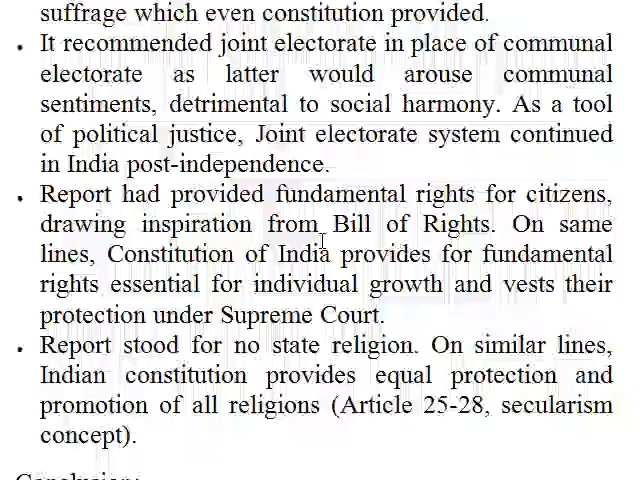 suffrage which even constitution provided.
• It recommended joint electorate in place of communal
electorate as latter would arouse communal
sentiments, detrimental to social harmony. As a tool
of political justice, Joint electorate system continued
in India post-independence.
• Report had provided fundamental rights for citizens,
drawing inspiration from Bill of Rights. On same
lines, Constitution of India provides for fundamental
rights essential for individual growth and vests their
protection under Supreme Court.
• Report stood for no state religion. On similar lines,
Indian constitution provides equal protection and
promotion of all religions (Article 25-28, secularism
concept).